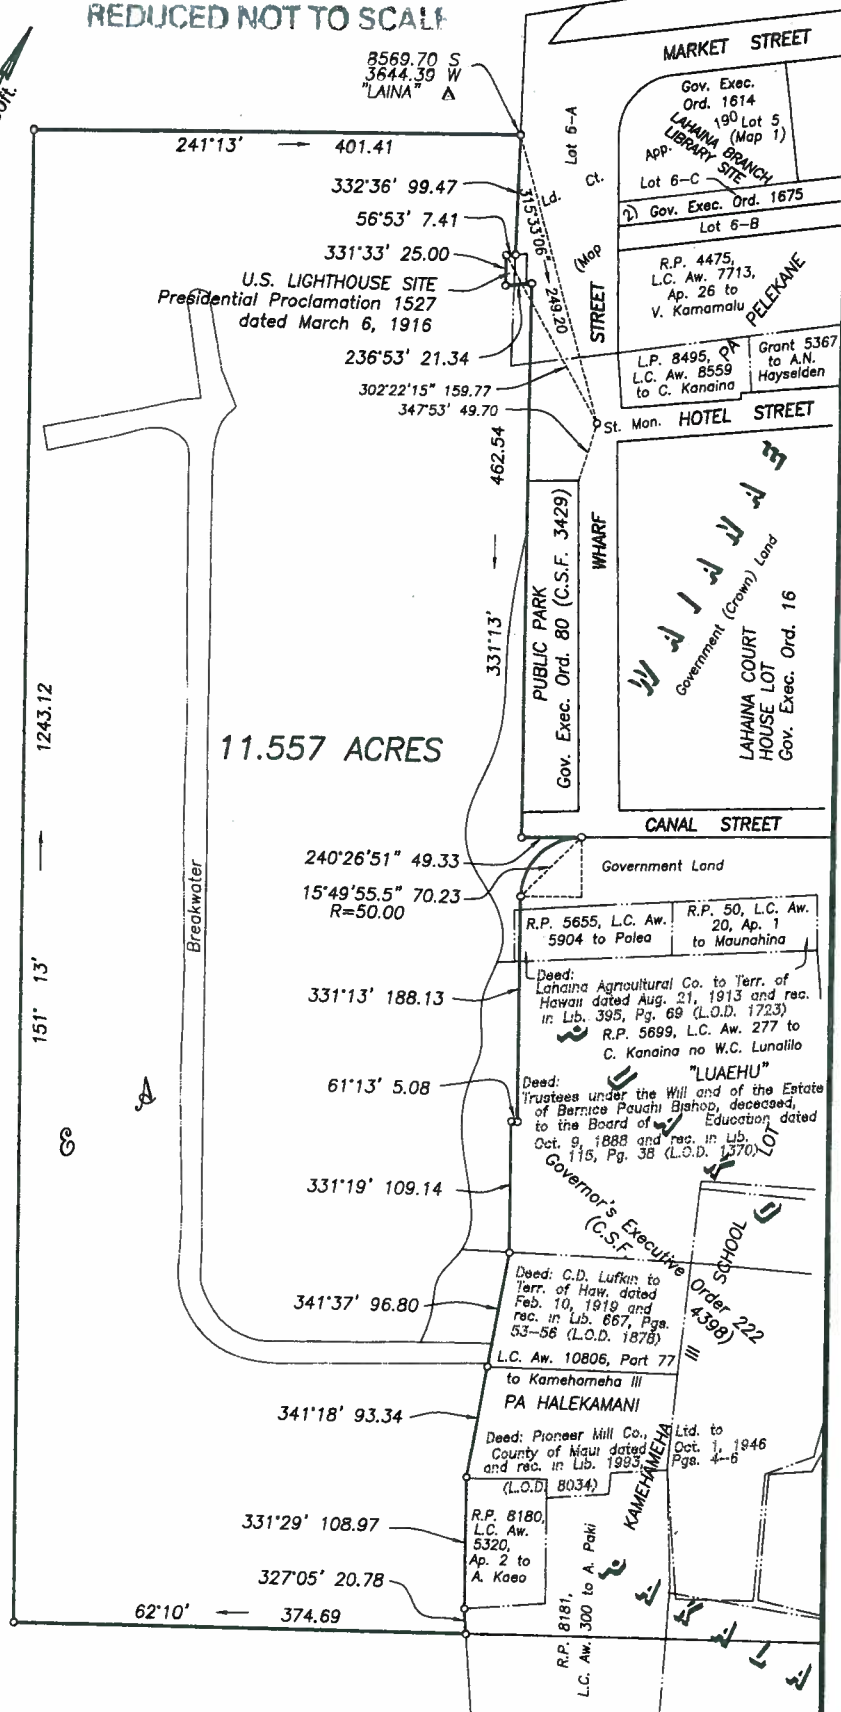 REDUCED NOT TO SCALE
8569.70 S
3644.39 W
"LAINA" Δ
241°13' → 401.41
332°36' 99.47
56°53' 7.41
331°33' 25.00
U.S. LIGHTHOUSE SITE
Presidential Proclamation 1527
dated March 6, 1916
236°53' 21.34
302°22'15" 159.77
347°53' 49.70
315°33'06" → 249.20
462.54
331°13'
MARKET STREET
Gov. Exec.
Ord. 1614
190 Lot 5
(Map 1)
LAHAINA BRANCH
LIBRARY SITE
App.
Lot 6-A
Ld. Ct.
(Map
Lot 6-C
2) Gov. Exec. Ord. 1675
Lot 6-B
R.P. 4475,
L.C. Aw. 7713,
Ap. 26 to
V. Kamamalu
PA PELEKANE
L.P. 8495,
L.C. Aw. 8559
to C. Kanaina
Grant 5367
to A.N.
Hayselden
St. Mon.
HOTEL STREET
WHARF STREET
PUBLIC PARK
Gov. Exec. Ord. 80 (C.S.F. 3429)
Government (Crown) Land
LAHAINA COURT
HOUSE LOT
Gov. Exec. Ord. 16
CANAL STREET
1243.12
151° 13'
11.557 ACRES
Breakwater
240°26'51" 49.33
15°49'55.5" 70.23
R=50.00
Government Land
R.P. 5655, L.C. Aw.
5904 to Palea
R.P. 50, L.C. Aw.
20, Ap. 1
to Maunahina
331°13' 188.13
Deed:
Lahaina Agricultural Co. to Terr. of
Hawaii dated Aug. 21, 1913 and rec.
in Lib. 395, Pg. 69 (L.O.D. 1723)
R.P. 5699, L.C. Aw. 277 to
C. Kanaina no W.C. Lunalilo
"LUAEHU"
61°13' 5.08
Deed:
Trustees under the Will and of the Estate
of Bernice Pauahi Bishop, deceased,
to the Board of Education dated
Oct. 9, 1888 and rec. in Lib.
115, Pg. 38 (L.O.D. 1370)
331°19' 109.14
Governor's Executive Order 222
(C.S.F. 4398)
KAMEHAMEHA III SCHOOL LOT
341°37' 96.80
Deed: C.D. Lufkin to
Terr. of Haw. dated
Feb. 10, 1919 and
rec. in Lib. 667, Pgs.
53-56 (L.O.D. 1878)
L.C. Aw. 10806, Part 77
to Kamehameha III
PA HALEKAMANI
341°18' 93.34
Deed: Pioneer Mill Co., Ltd. to
County of Maui dated Oct. 1, 1946
and rec. in Lib. 1993, Pgs. 4-6
(L.O.D. 8034)
331°29' 108.97
R.P. 8180,
L.C. Aw.
5320,
Ap. 2 to
A. Kaeo
327°05' 20.78
62°10' ← 374.69
R.P. 8181,
L.C. Aw. 300 to A. Paki